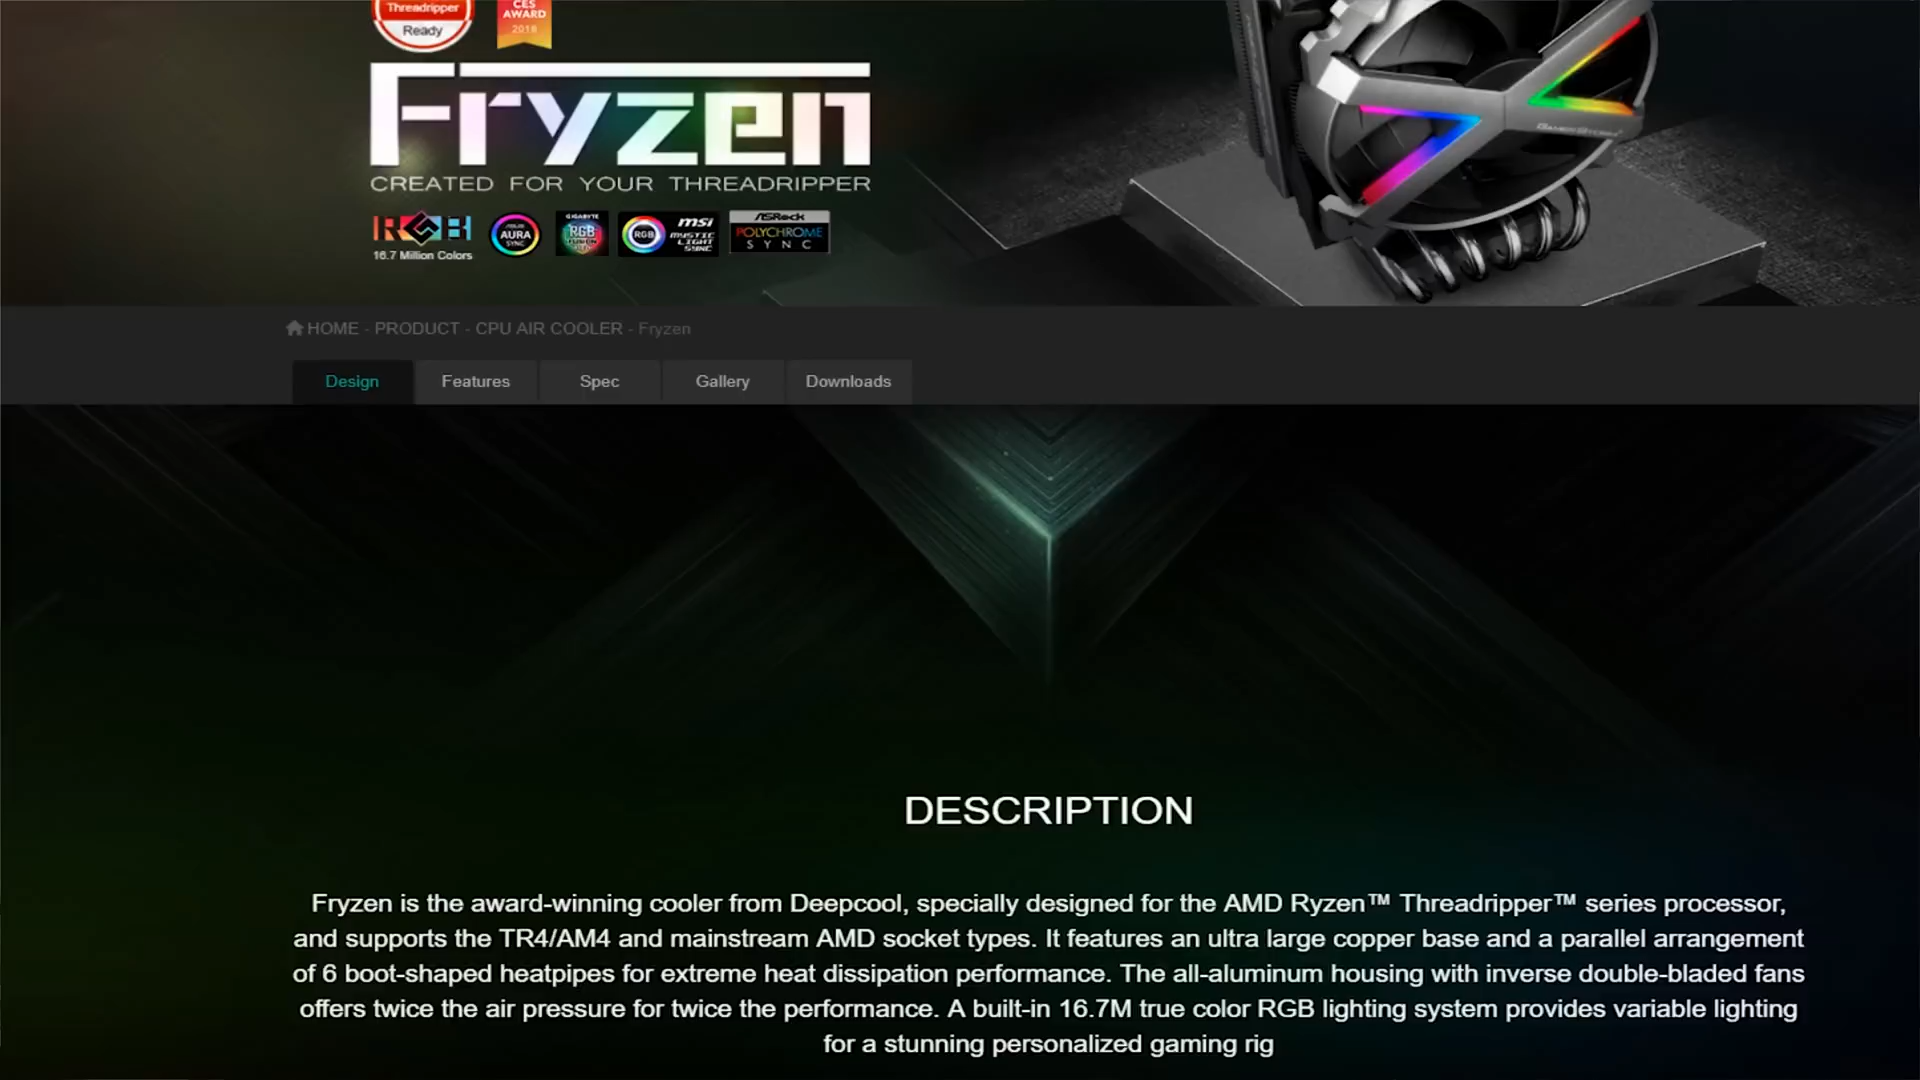 Threadripper
Ready
CES
AWARD
2018
Fryzen
CREATED FOR YOUR THREADRIPPER
RGB
16.7 Million Colors
ASUS
AURA
SYNC
GIGABYTE
RGB
FUSION
RGB
msi
MYSTIC
LIGHT
SYNC
ASRock
POLYCHROME
SYNC
GAMERSTORM
HOME - PRODUCT - CPU AIR COOLER - Fryzen
Design
Features
Spec
Gallery
Downloads
DESCRIPTION
Fryzen is the award-winning cooler from Deepcool, specially designed for the AMD Ryzen™ Threadripper™ series processor,
and supports the TR4/AM4 and mainstream AMD socket types. It features an ultra large copper base and a parallel arrangement
of 6 boot-shaped heatpipes for extreme heat dissipation performance. The all-aluminum housing with inverse double-bladed fans
offers twice the air pressure for twice the performance. A built-in 16.7M true color RGB lighting system provides variable lighting
for a stunning personalized gaming rig